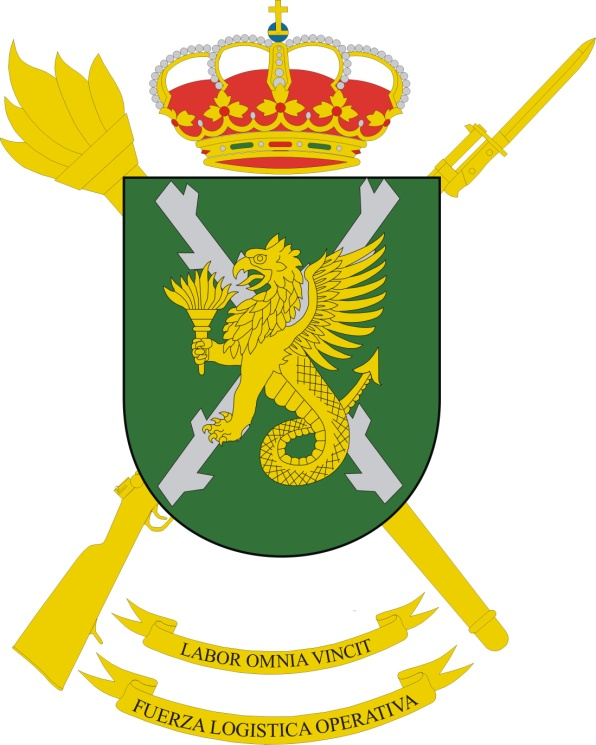 LABOR OMNIA VINCIT
FUERZA LOGISTICA OPERATIVA